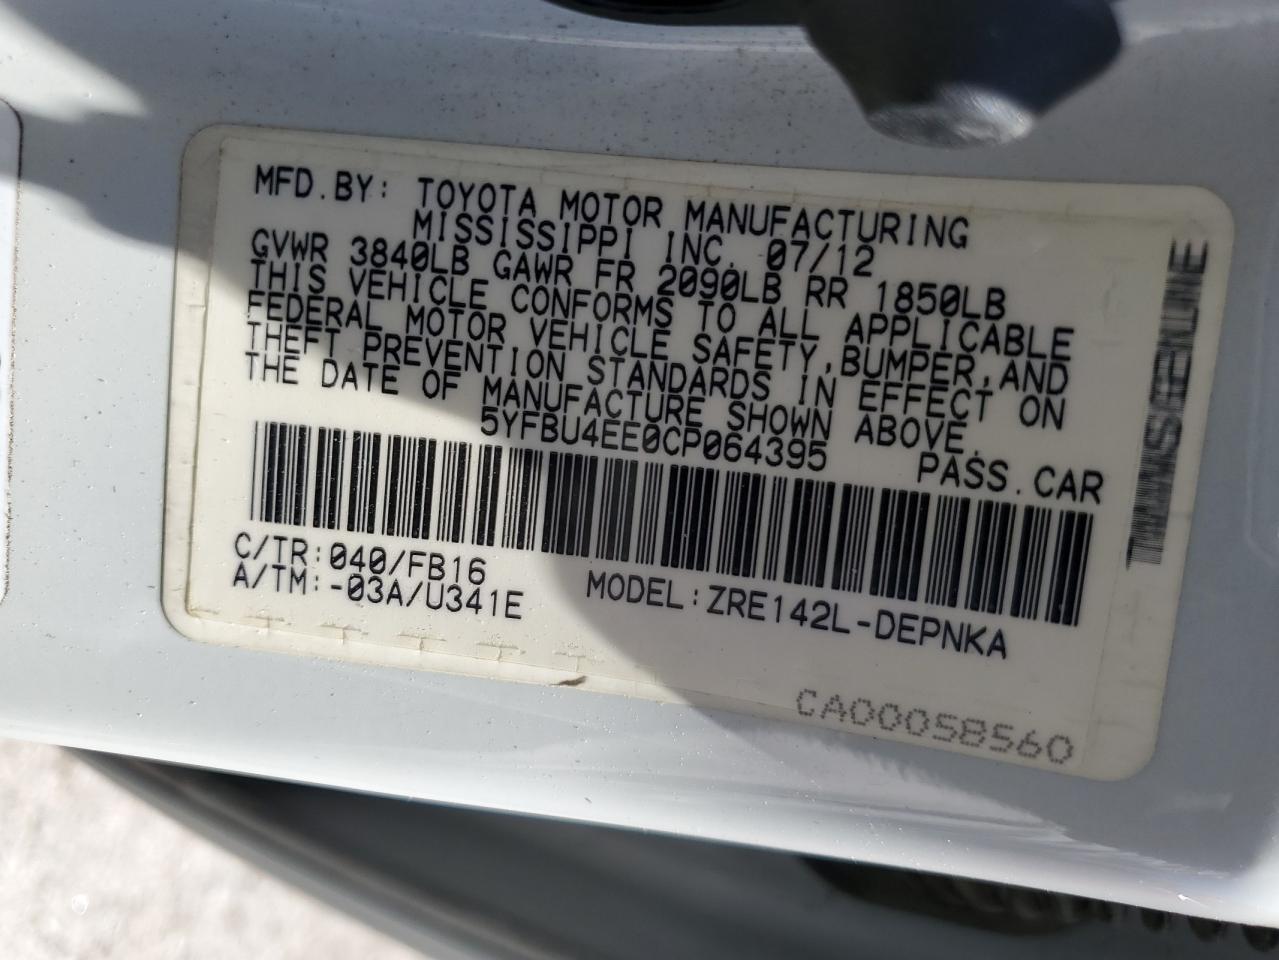 MFD.BY: TOYOTA MOTOR MANUFACTURING
MISSISSIPPI INC. 07/12
GVWR 3840LB GAWR FR 2090LB RR 1850LB
THIS VEHICLE CONFORMS TO ALL APPLICABLE
FEDERAL MOTOR VEHICLE SAFETY,BUMPER,AND
THEFT PREVENTION STANDARDS IN EFFECT ON
THE DATE OF MANUFACTURE SHOWN ABOVE.
5YFBU4EE0CP064395 PASS.CAR
C/TR:040/FB16
A/TM:-03A/U341E MODEL:ZRE142L-DEPNKA
CA00058560